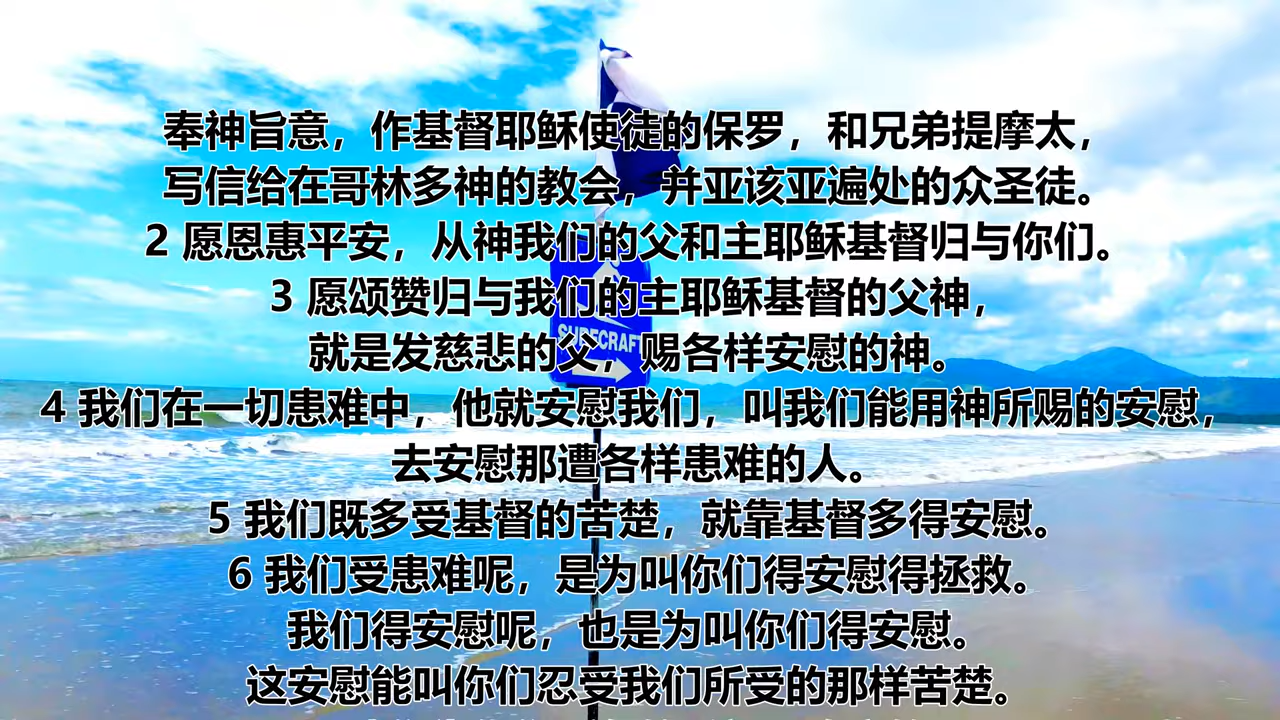 奉神旨意，作基督耶稣使徒的保罗，和兄弟提摩太，
写信给在哥林多神的教会，并亚该亚遍处的众圣徒。
2 愿恩惠平安，从神我们的父和主耶稣基督归与你们。
3 愿颂赞归与我们的主耶稣基督的父神，
就是发慈悲的父，赐各样安慰的神。
SURFCRAFT
4 我们在一切患难中，他就安慰我们，叫我们能用神所赐的安慰，
去安慰那遭各样患难的人。
5 我们既多受基督的苦楚，就靠基督多得安慰。
6 我们受患难呢，是为叫你们得安慰得拯救。
我们得安慰呢，也是为叫你们得安慰。
这安慰能叫你们忍受我们所受的那样苦楚。